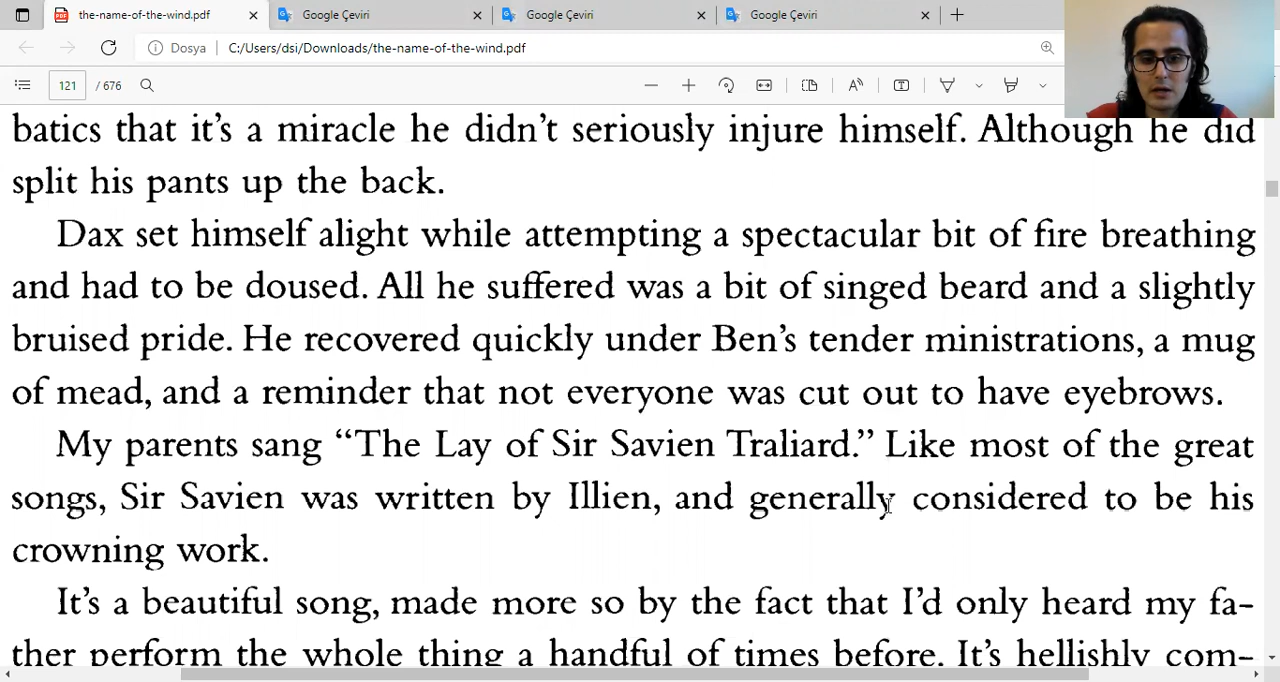 the-name-of-the-wind.pdf
Google Çeviri
Google Çeviri
Google Çeviri
Dosya
C:/Users/dsi/Downloads/the-name-of-the-wind.pdf
121 / 676
batics that it's a miracle he didn't seriously injure himself. Although he did
split his pants up the back.
Dax set himself alight while attempting a spectacular bit of fire breathing
and had to be doused. All he suffered was a bit of singed beard and a slightly
bruised pride. He recovered quickly under Ben's tender ministrations, a mug
of mead, and a reminder that not everyone was cut out to have eyebrows.
My parents sang “The Lay of Sir Savien Traliard.” Like most of the great
songs, Sir Savien was written by Illien, and generally considered to be his
crowning work.
It's a beautiful song, made more so by the fact that I'd only heard my fa-
ther perform the whole thing a handful of times before. It's hellishly com-